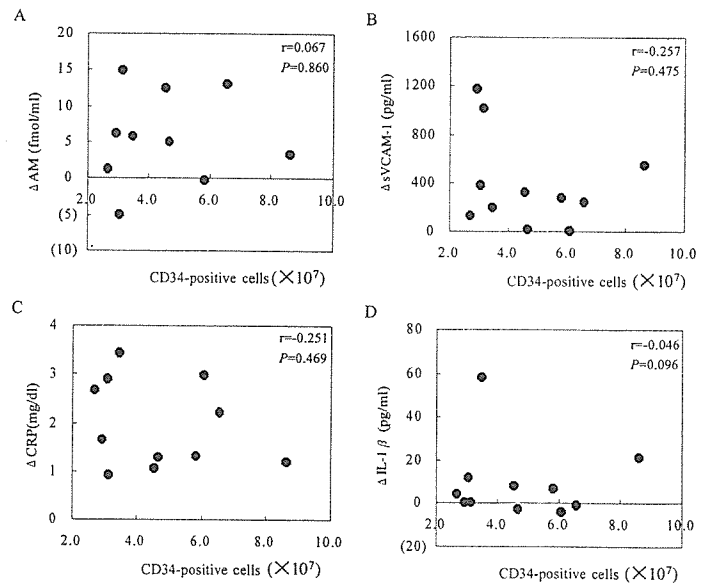 A
r=0.067
P=0.860
ΔAM (fmol/ml)
20
15
10
5
0
(5)
(10)
2.0 4.0 6.0 8.0 10.0
CD34-positive cells (×10⁷)
B
r=-0.257
P=0.475
ΔsVCAM-1 (pg/ml)
1600
1200
800
400
0
2.0 4.0 6.0 8.0 10.0
CD34-positive cells (×10⁷)
C
r=-0.251
P=0.469
ΔCRP(mg/dl)
4
3
2
1
0
2.0 4.0 6.0 8.0 10.0
CD34-positive cells (×10⁷)
D
r=-0.046
P=0.096
ΔIL-1β (pg/ml)
80
60
40
20
0
(20)
2.0 4.0 6.0 8.0 10.0
CD34-positive cells (×10⁷)